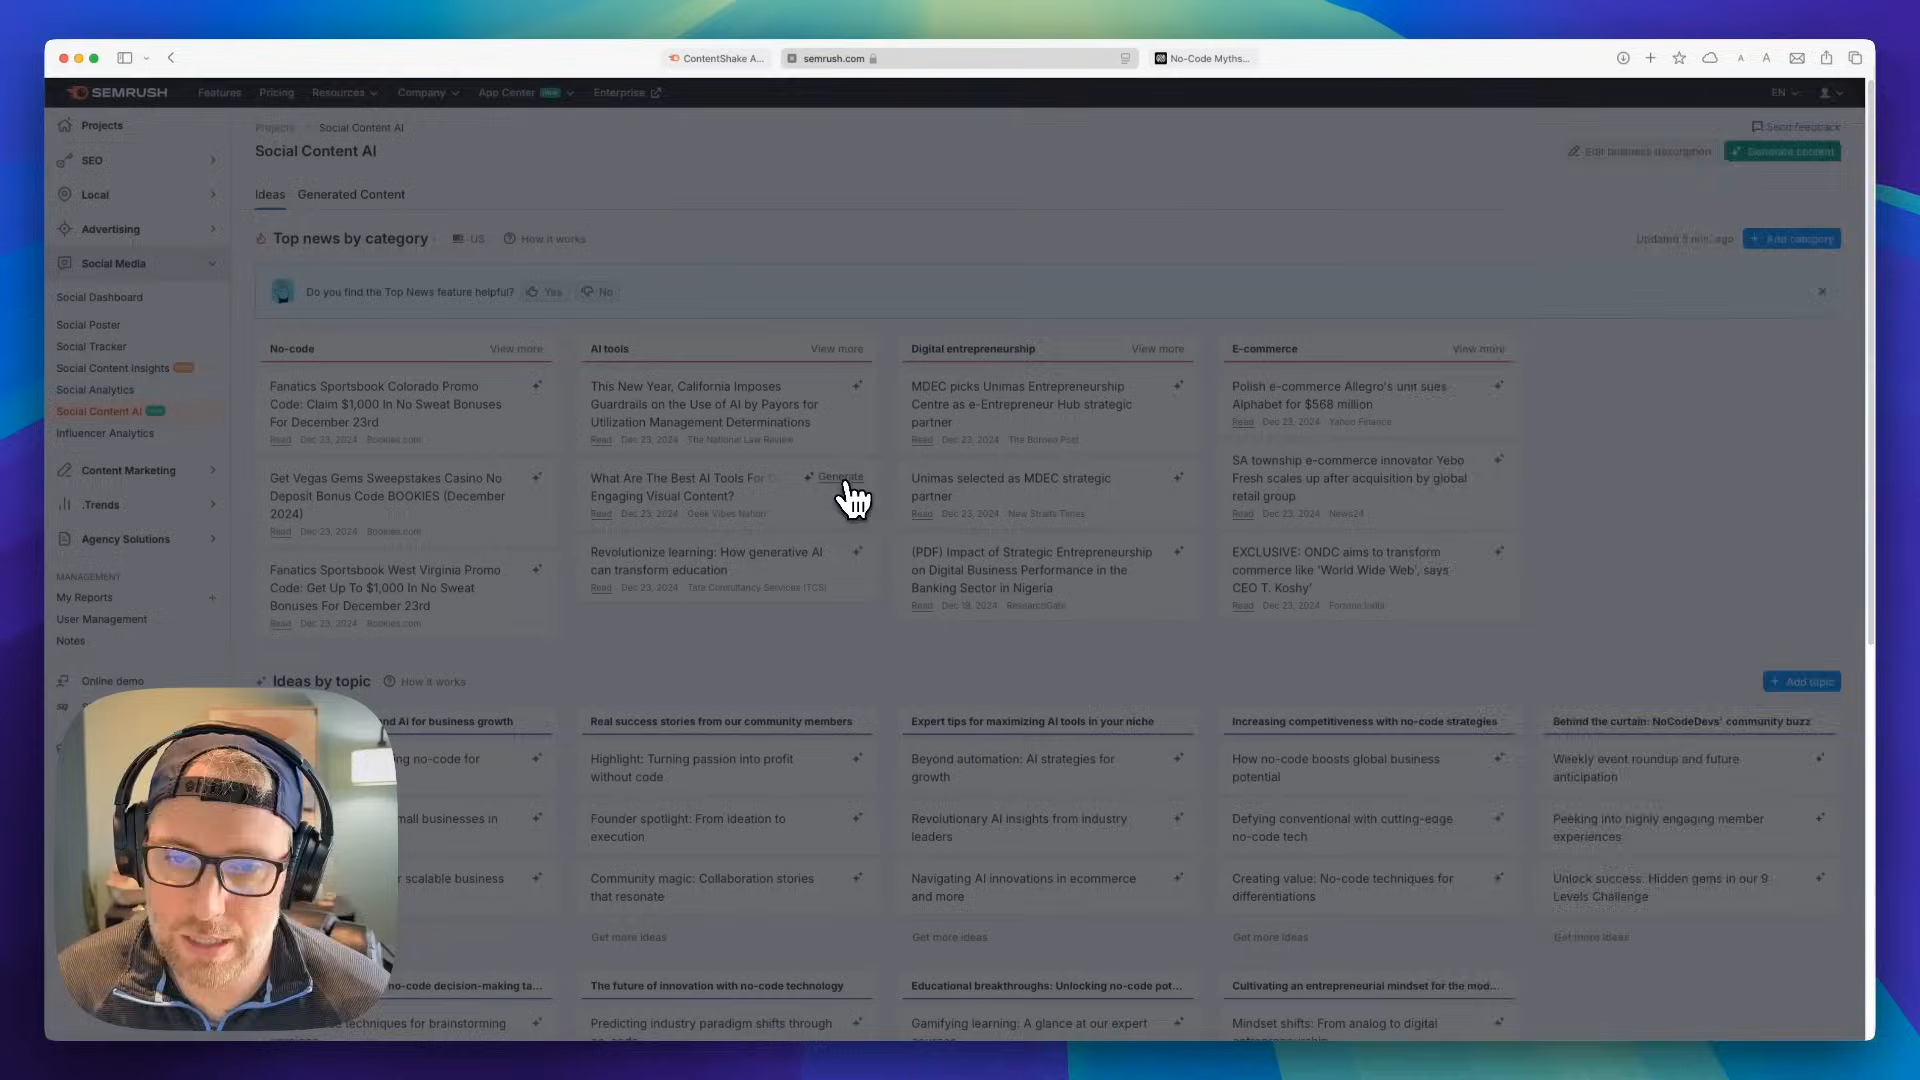 ContentShake A...
semrush.com
No-Code Myths...
SEMRUSH
Features
Pricing
Resources
Company
App Center
Enterprise
EN
Projects
SEO
Local
Advertising
Social Media
Social Dashboard
Social Poster
Social Tracker
Social Content Insights
Social Analytics
Social Content AI
Influencer Analytics
Content Marketing
.Trends
Agency Solutions
MANAGEMENT
My Reports
User Management
Notes
Online demo
Projects
Social Content AI
Send feedback
Social Content AI
Edit business description
Generate content
Ideas
Generated Content
Top news by category
US
How it works
Updated 5 min. ago
Add category
Do you find the Top News feature helpful?
Yes
No
No-code
View more
Fanatics Sportsbook Colorado Promo
Code: Claim $1,000 In No Sweat Bonuses
For December 23rd
Read Dec 23, 2024 Bookies.com
Get Vegas Gems Sweepstakes Casino No
Deposit Bonus Code BOOKIES (December
2024)
Read Dec 23, 2024 Bookies.com
Fanatics Sportsbook West Virginia Promo
Code: Get Up To $1,000 In No Sweat
Bonuses For December 23rd
Read Dec 23, 2024 Bookies.com
AI tools
View more
This New Year, California Imposes
Guardrails on the Use of AI by Payors for
Utilization Management Determinations
Read Dec 23, 2024 The National Law Review
What Are The Best AI Tools For
Generate
Engaging Visual Content?
Read Dec 23, 2024 Geek Vibes Nation
Revolutionize learning: How generative AI
can transform education
Read Dec 23, 2024 Tata Consultancy Services (TCS)
Digital entrepreneurship
View more
MDEC picks Unimas Entrepreneurship
Centre as e-Entrepreneur Hub strategic
partner
Read Dec 23, 2024 The Borneo Post
Unimas selected as MDEC strategic
partner
Read Dec 23, 2024 New Straits Times
(PDF) Impact of Strategic Entrepreneurship
on Digital Business Performance in the
Banking Sector in Nigeria
Read Dec 19, 2024 ResearchGate
E-commerce
View more
Polish e-commerce Allegro's unit sues
Alphabet for $568 million
Read Dec 23, 2024 Yahoo Finance
SA township e-commerce innovator Yebo
Fresh scales up after acquisition by global
retail group
Read Dec 23, 2024 News24
EXCLUSIVE: ONDC aims to transform
commerce like 'World Wide Web', says
CEO T. Koshy'
Read Dec 23, 2024 Fortune India
Ideas by topic
How it works
Add topic
nd AI for business growth
ng no-code for
mall businesses in
r scalable business
Real success stories from our community members
Highlight: Turning passion into profit
without code
Founder spotlight: From ideation to
execution
Community magic: Collaboration stories
that resonate
Get more ideas
Expert tips for maximizing AI tools in your niche
Beyond automation: AI strategies for
growth
Revolutionary AI insights from industry
leaders
Navigating AI innovations in ecommerce
and more
Get more ideas
Increasing competitiveness with no-code strategies
How no-code boosts global business
potential
Defying conventional with cutting-edge
no-code tech
Creating value: No-code techniques for
differentiations
Get more ideas
Behind the curtain: NoCodeDevs' community buzz
Weekly event roundup and future
anticipation
Peeking into highly engaging member
experiences
Unlock success: Hidden gems in our 9
Levels Challenge
Get more ideas
no-code decision-making ta...
techniques for brainstorming
The future of innovation with no-code technology
Predicting industry paradigm shifts through
Educational breakthroughs: Unlocking no-code pot...
Gamifying learning: A glance at our expert
Cultivating an entrepreneurial mindset for the mod...
Mindset shifts: From analog to digital